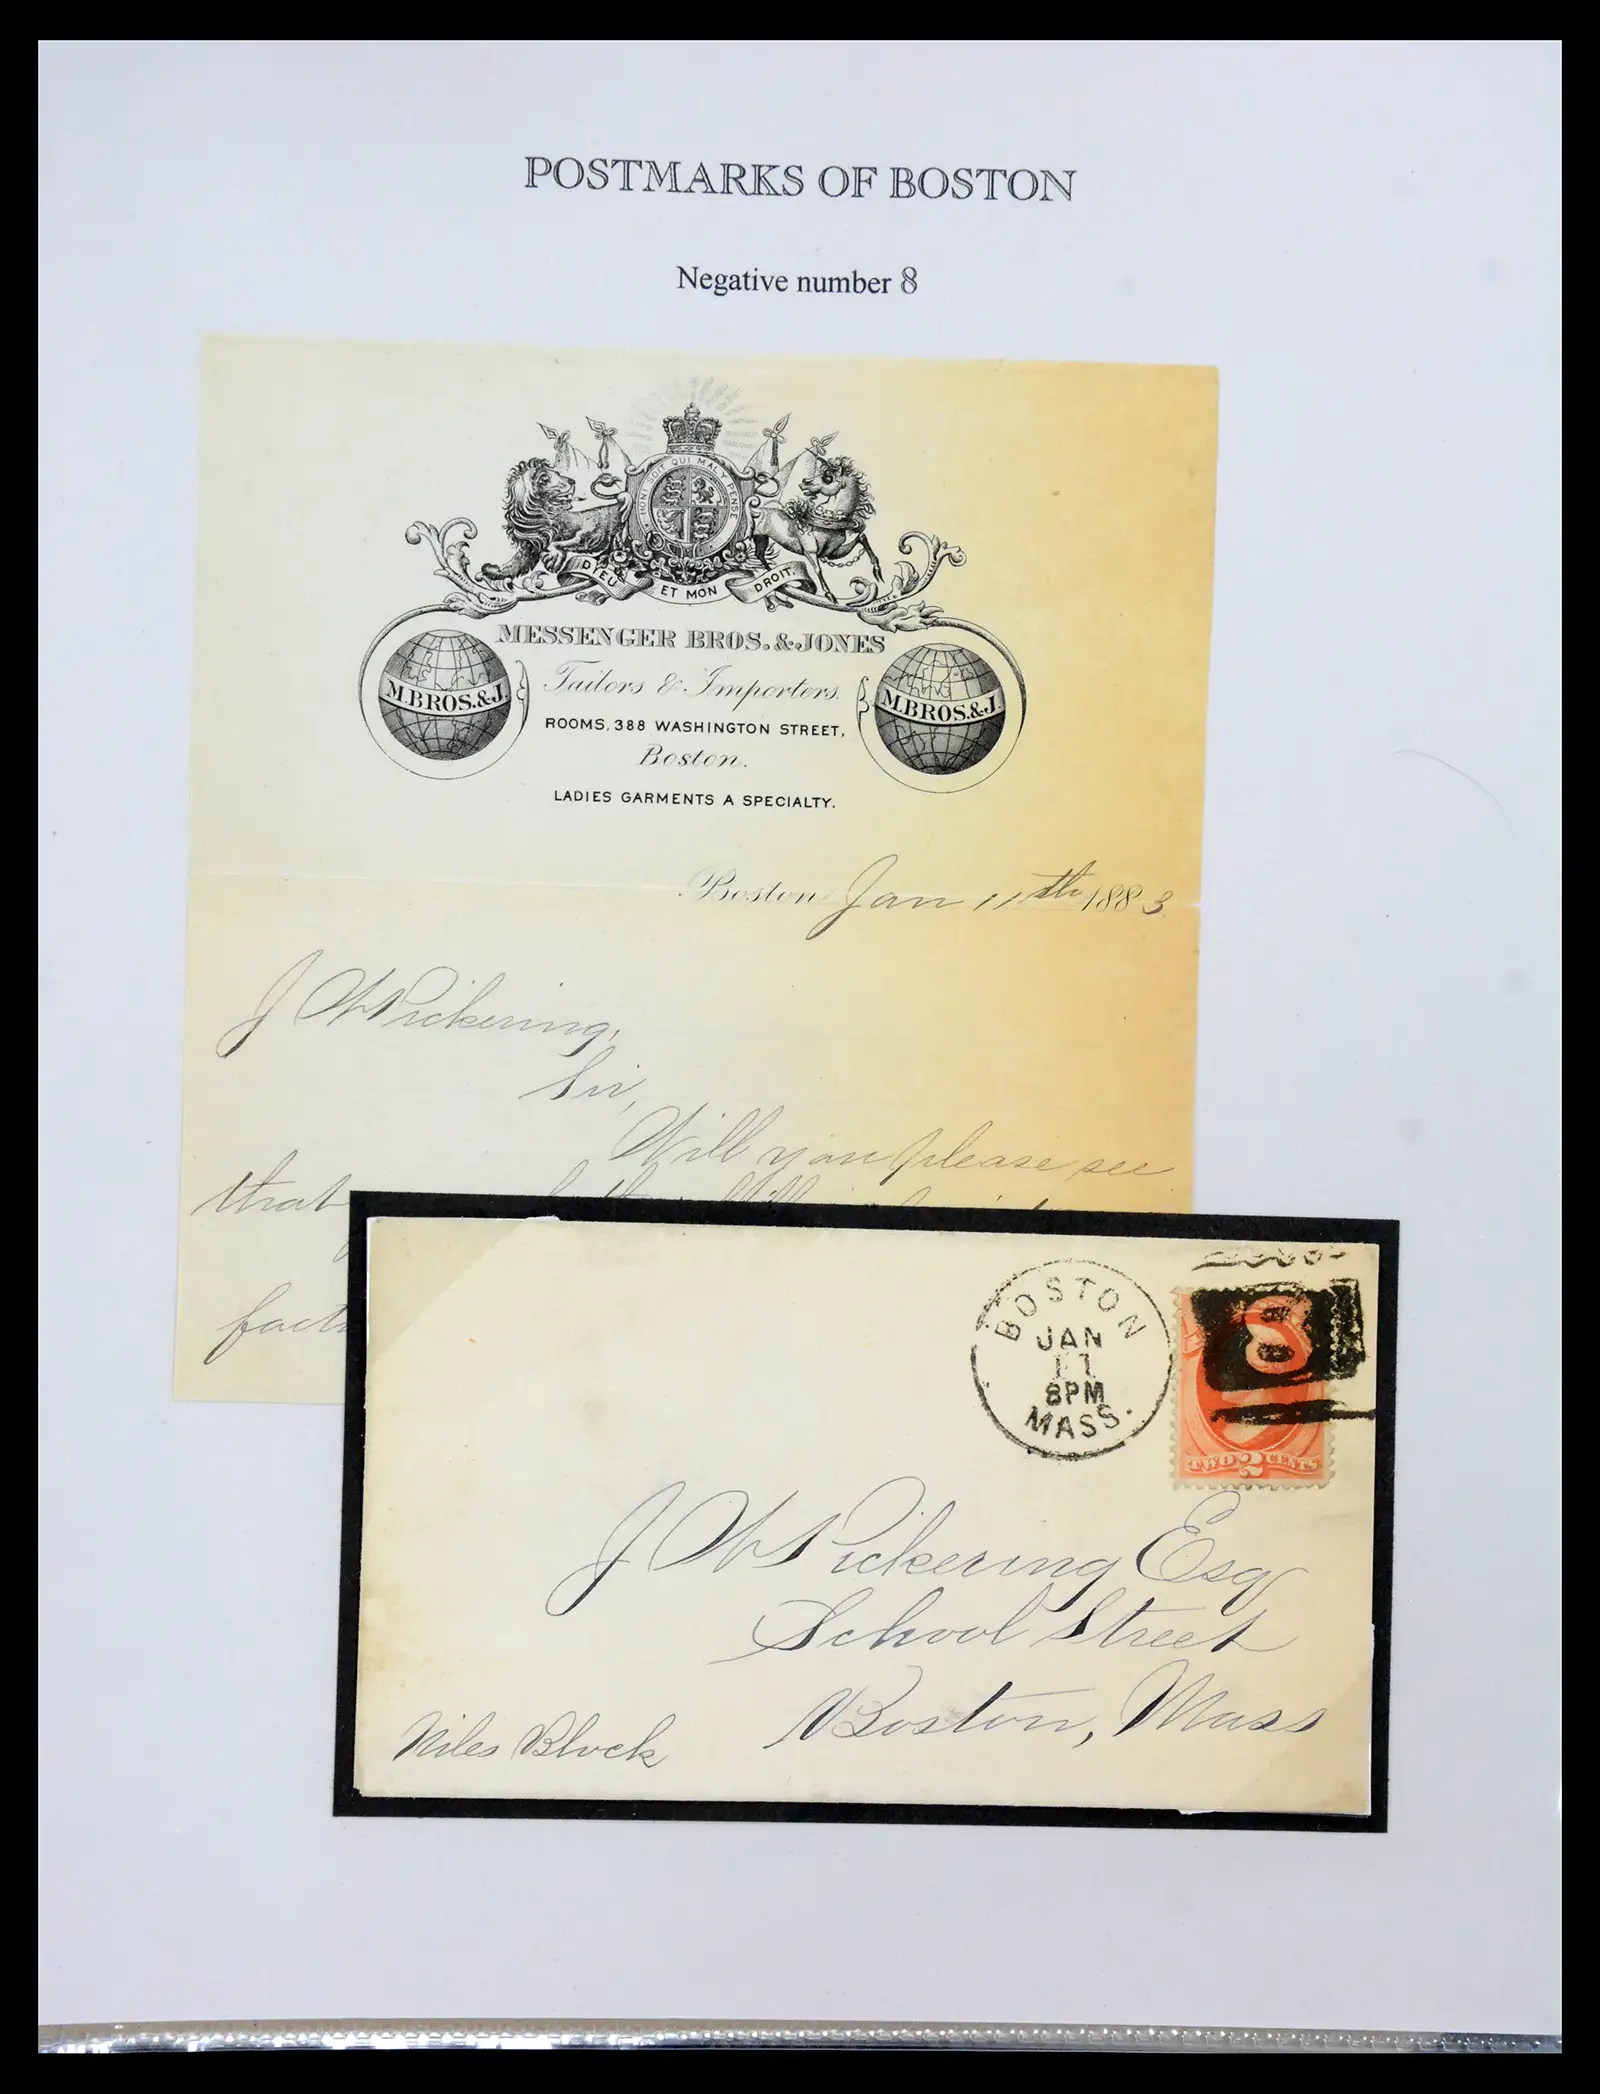 POSTMARKS OF BOSTON
Negative number 8
HONI SOIT QUI MAL Y PENSE
DIEU ET MON DROIT.
MESSENGER BROS. & JONES
M. BROS. & J.
M. BROS. & J.
Tailors & Importers.
ROOMS, 388 WASHINGTON STREET,
Boston.
LADIES GARMENTS A SPECIALTY.
Boston Jan 11th 1883
J W Pickering,
Sir,
Will you please see
that
BOSTON
JAN
11
8PM
MASS.
8
TWO 2 CENTS
J W Pickering Esq
School Street
Boston, Mass
Niles Block